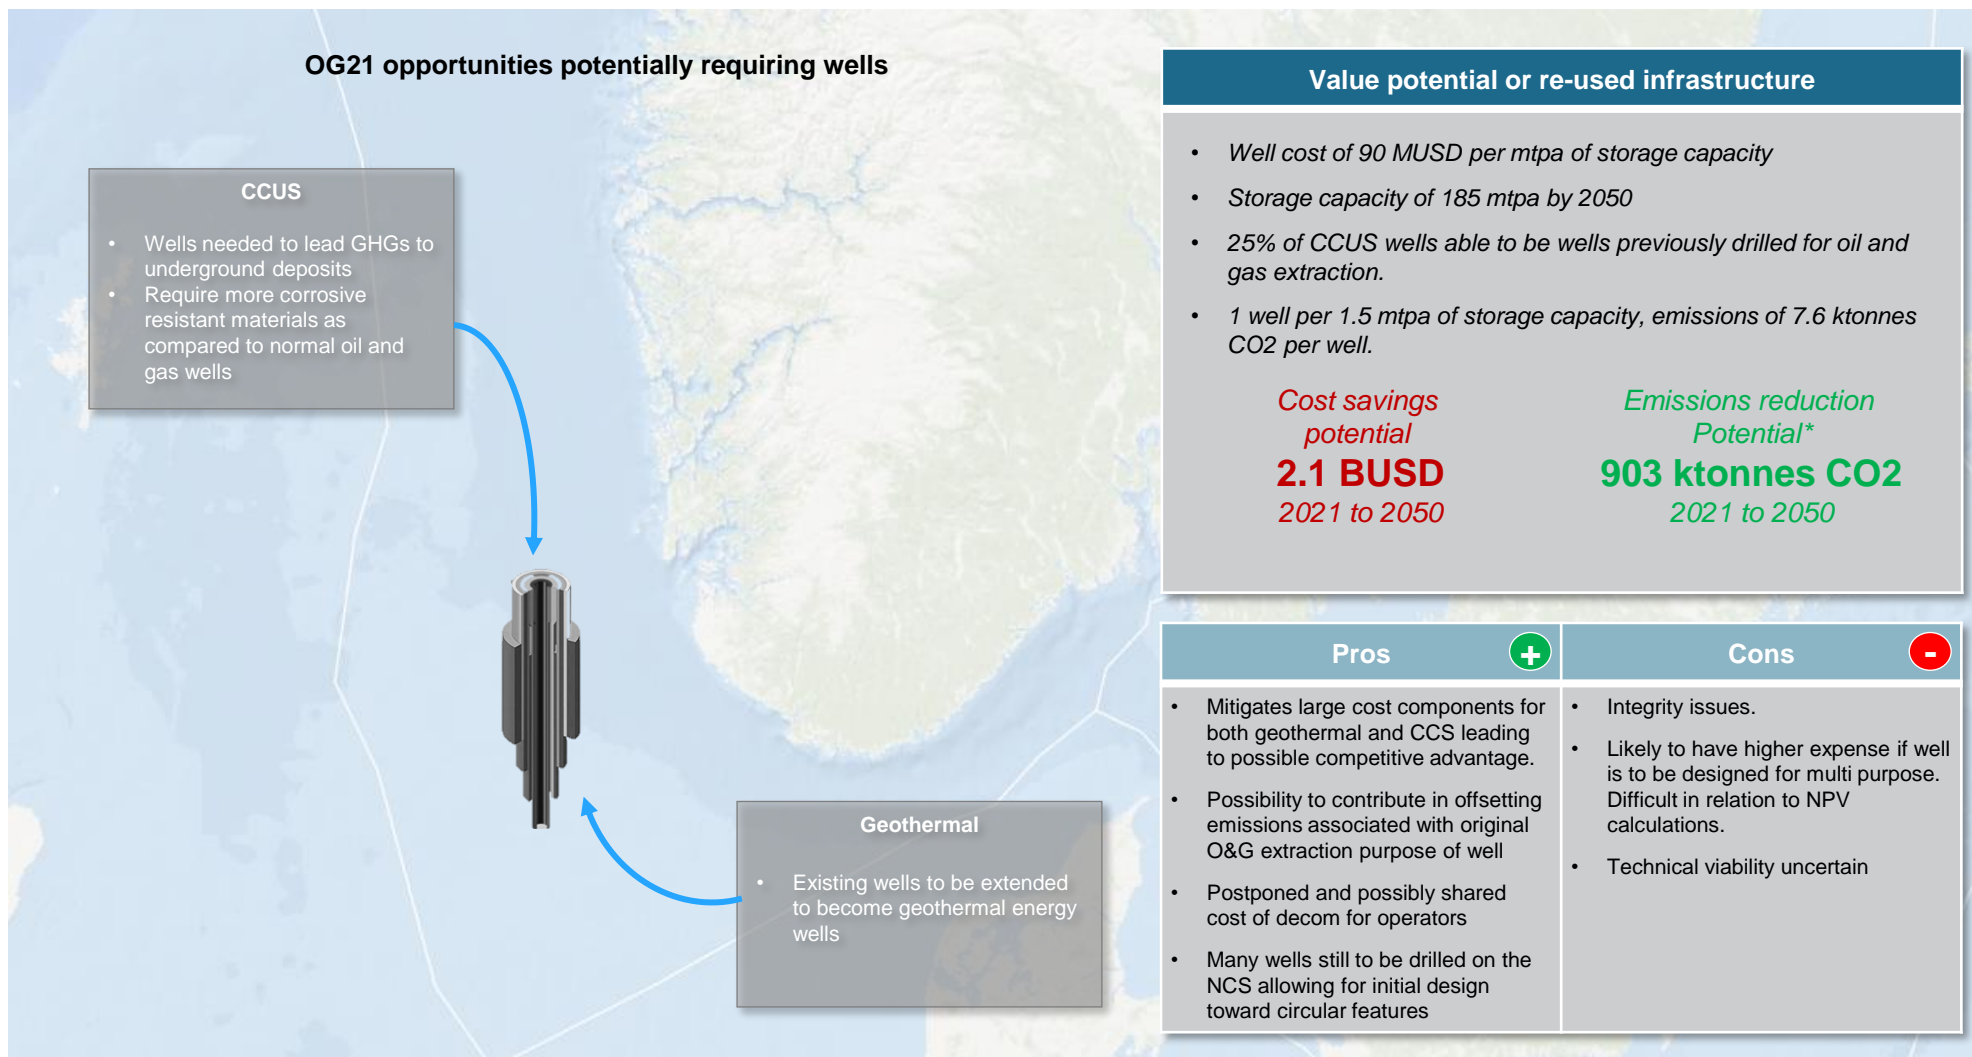 OG21 opportunities potentially requiring wells
CCUS
• Wells needed to lead GHGs to
underground deposits
• Require more corrosive
resistant materials as
compared to normal oil and
gas wells
Geothermal
• Existing wells to be extended
to become geothermal energy
wells
Value potential or re-used infrastructure
• Well cost of 90 MUSD per mtpa of storage capacity
• Storage capacity of 185 mtpa by 2050
• 25% of CCUS wells able to be wells previously drilled for oil and
gas extraction.
• 1 well per 1.5 mtpa of storage capacity, emissions of 7.6 ktonnes
CO2 per well.
Cost savings
potential
2.1 BUSD
2021 to 2050
Emissions reduction
Potential*
903 ktonnes CO2
2021 to 2050
Pros
+
• Mitigates large cost components for
both geothermal and CCS leading
to possible competitive advantage.
• Possibility to contribute in offsetting
emissions associated with original
O&G extraction purpose of well
• Postponed and possibly shared
cost of decom for operators
• Many wells still to be drilled on the
NCS allowing for initial design
toward circular features
Cons
-
• Integrity issues.
• Likely to have higher expense if well
is to be designed for multi purpose.
Difficult in relation to NPV
calculations.
• Technical viability uncertain